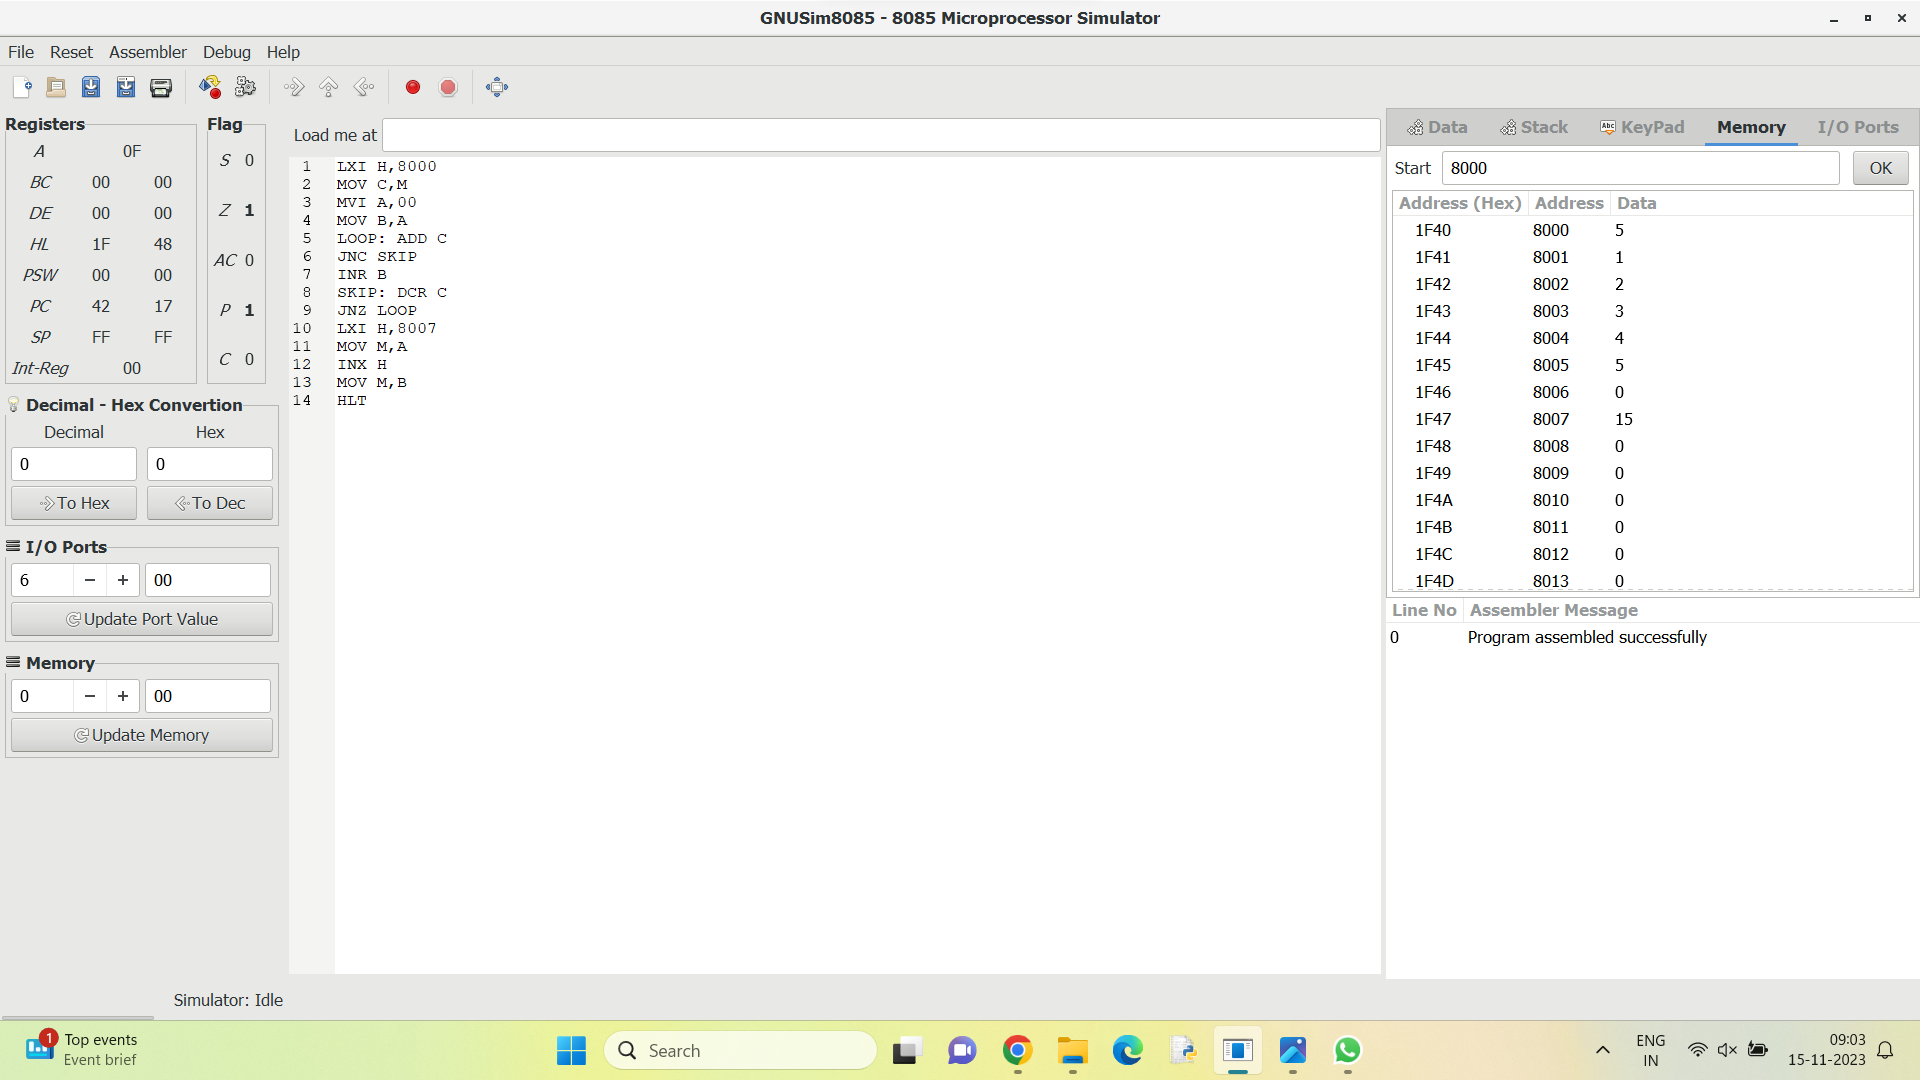 GNUSim8085 - 8085 Microprocessor Simulator
File Reset Assembler Debug Help
Registers
A 0F
BC 00 00
DE 00 00
HL 1F 48
PSW 00 00
PC 42 17
SP FF FF
Int-Reg 00
Flag
S 0
Z 1
AC 0
P 1
C 0
Decimal - Hex Convertion
Decimal Hex
0 0
To Hex To Dec
I/O Ports
6 − + 00
Update Port Value
Memory
0 − + 00
Update Memory
Load me at
1 LXI H,8000
2 MOV C,M
3 MVI A,00
4 MOV B,A
5 LOOP: ADD C
6 JNC SKIP
7 INR B
8 SKIP: DCR C
9 JNZ LOOP
10 LXI H,8007
11 MOV M,A
12 INX H
13 MOV M,B
14 HLT
Data Stack Abc KeyPad Memory I/O Ports
Start 8000 OK
Address (Hex) Address Data
1F40 8000 5
1F41 8001 1
1F42 8002 2
1F43 8003 3
1F44 8004 4
1F45 8005 5
1F46 8006 0
1F47 8007 15
1F48 8008 0
1F49 8009 0
1F4A 8010 0
1F4B 8011 0
1F4C 8012 0
1F4D 8013 0
Line No Assembler Message
0 Program assembled successfully
Simulator: Idle
1 Top events
Event brief
Search
ENG
IN
09:03
15-11-2023